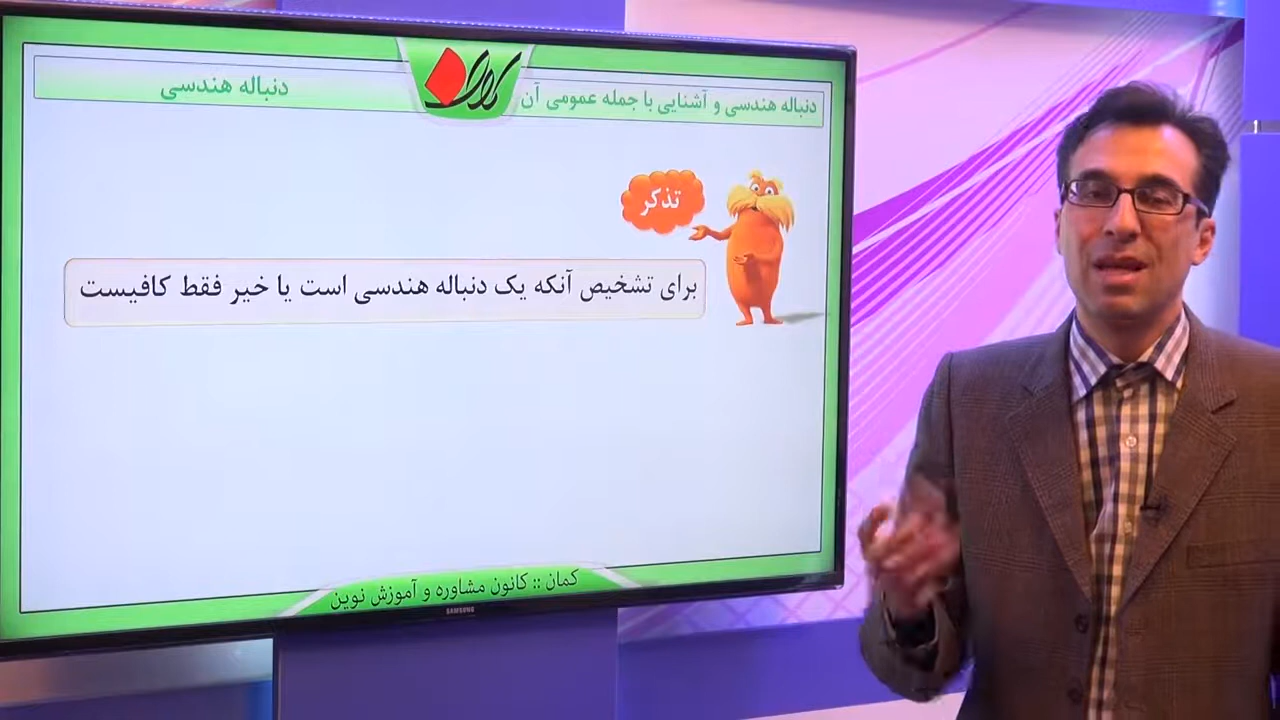 دنباله هندسی و آشنایی با جمله عمومی آن
دنباله هندسی
تذکر
برای تشخیص آنکه یک دنباله هندسی است یا خیر فقط کافیست
کمان :: کانون مشاوره و آموزش نوین
SAMSUNG